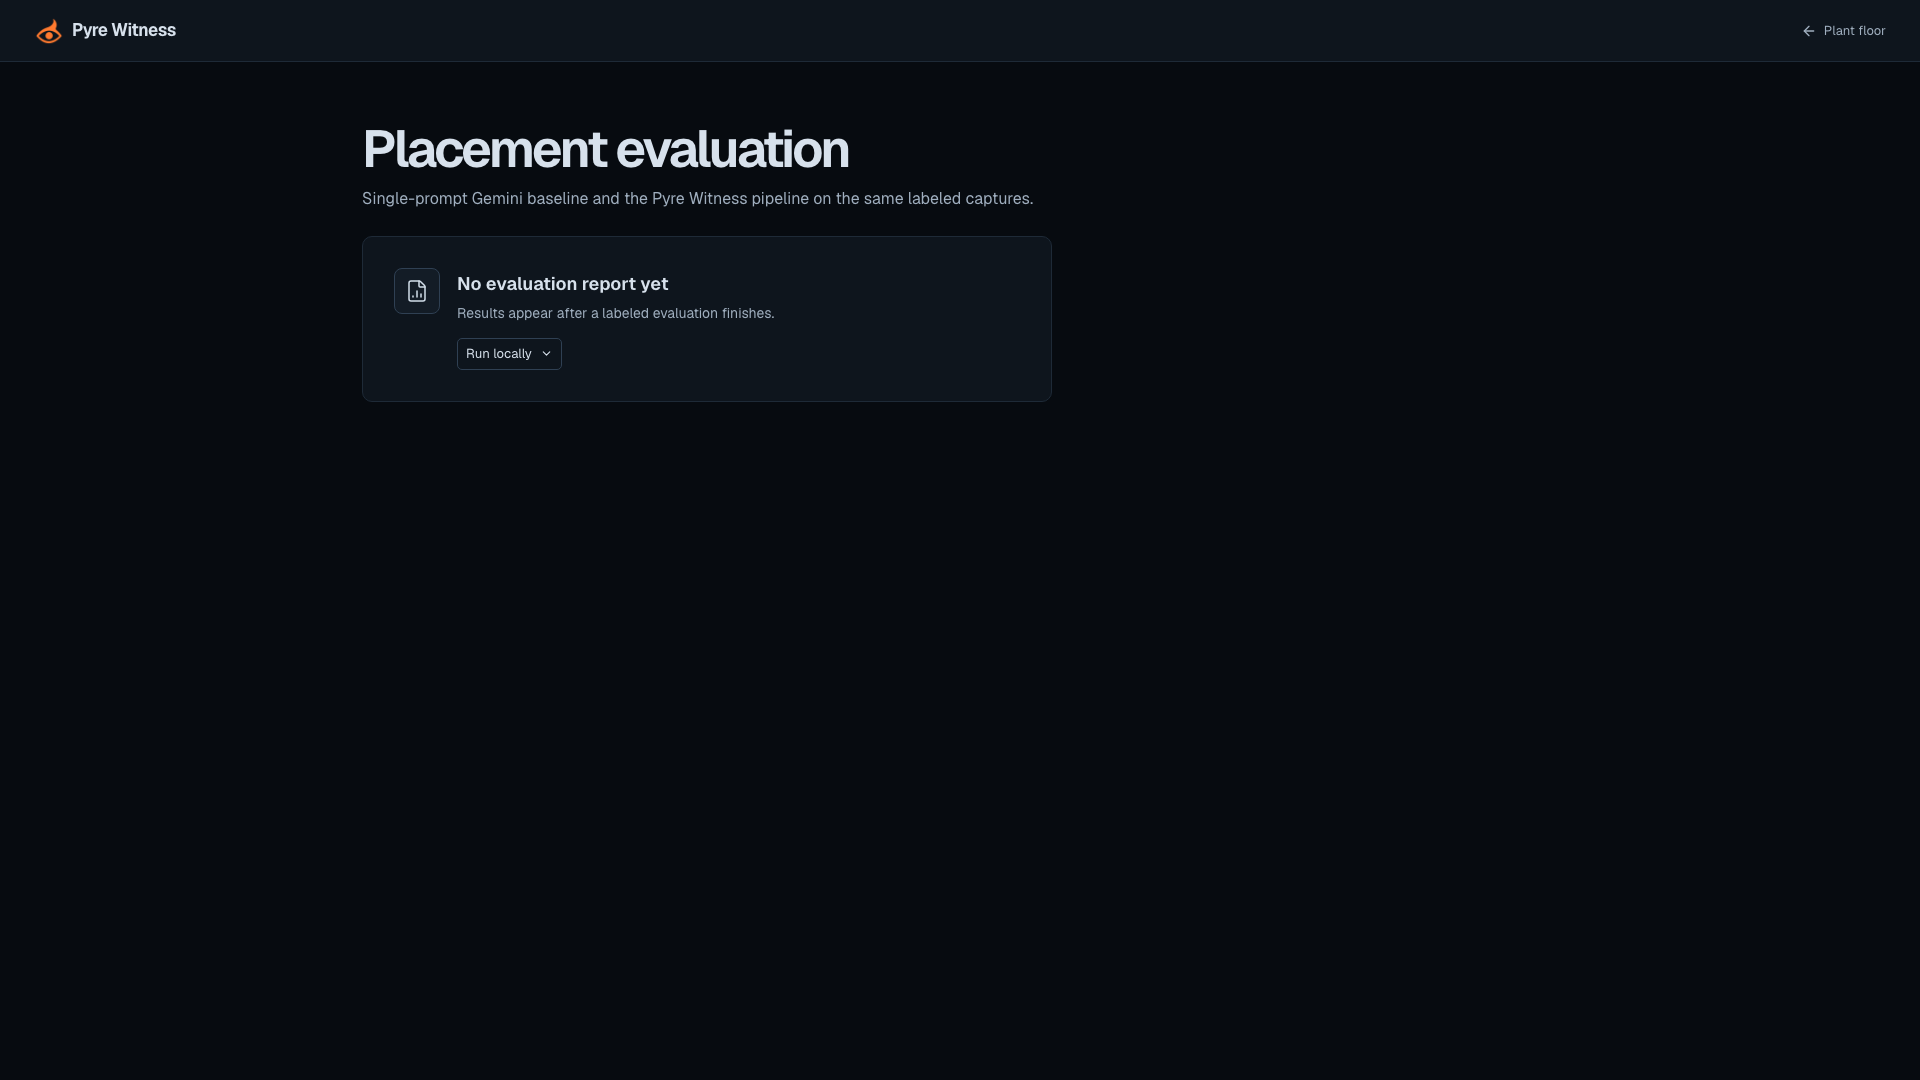 Pyre Witness
Plant floor
Placement evaluation
Single-prompt Gemini baseline and the Pyre Witness pipeline on the same labeled captures.
No evaluation report yet
Results appear after a labeled evaluation finishes.
Run locally